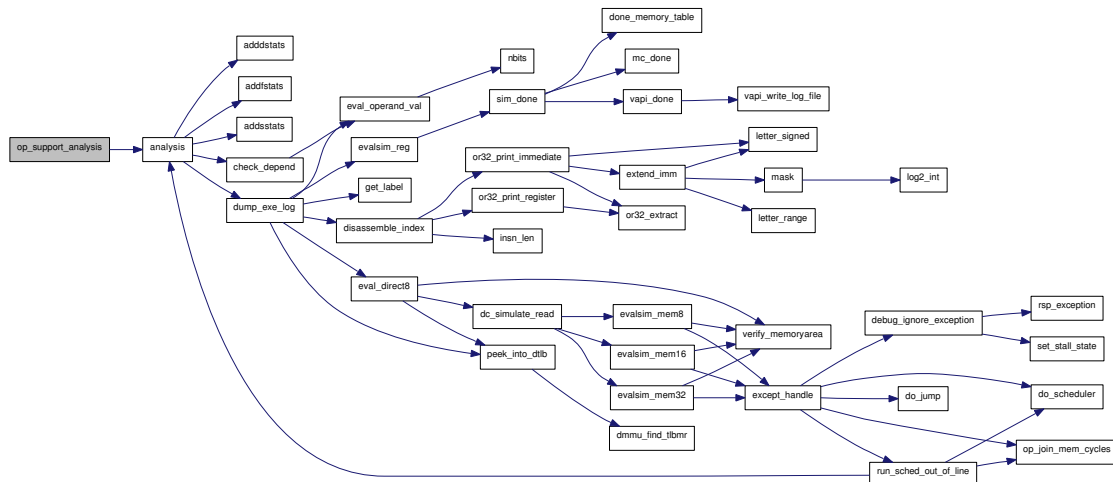 done_memory_table
adddstats
nbits
mc_done
addfstats
eval_operand_val
sim_done
vapi_done
vapi_write_log_file
addsstats
letter_signed
op_support_analysis
analysis
evalsim_reg
or32_print_immediate
check_depend
extend_imm
mask
log2_int
get_label
or32_print_register
dump_exe_log
or32_extract
letter_range
disassemble_index
insn_len
eval_direct8
rsp_exception
dc_simulate_read
evalsim_mem8
debug_ignore_exception
verify_memoryarea
set_stall_state
peek_into_dtlb
evalsim_mem16
evalsim_mem32
except_handle
do_jump
do_scheduler
dmmu_find_tlbmr
op_join_mem_cycles
run_sched_out_of_line